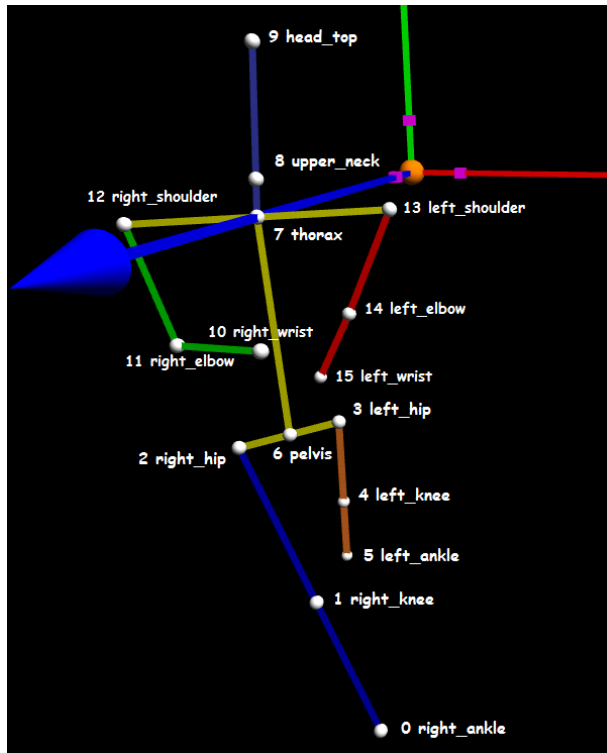 9 head_top
8 upper_neck
12 right_shoulder
13 left_shoulder
7 thorax
14 left_elbow
10 right_wrist
11 right_elbow
15 left_wrist
3 left_hip
6 pelvis
2 right_hip
4 left_knee
5 left_ankle
1 right_knee
0 right_ankle